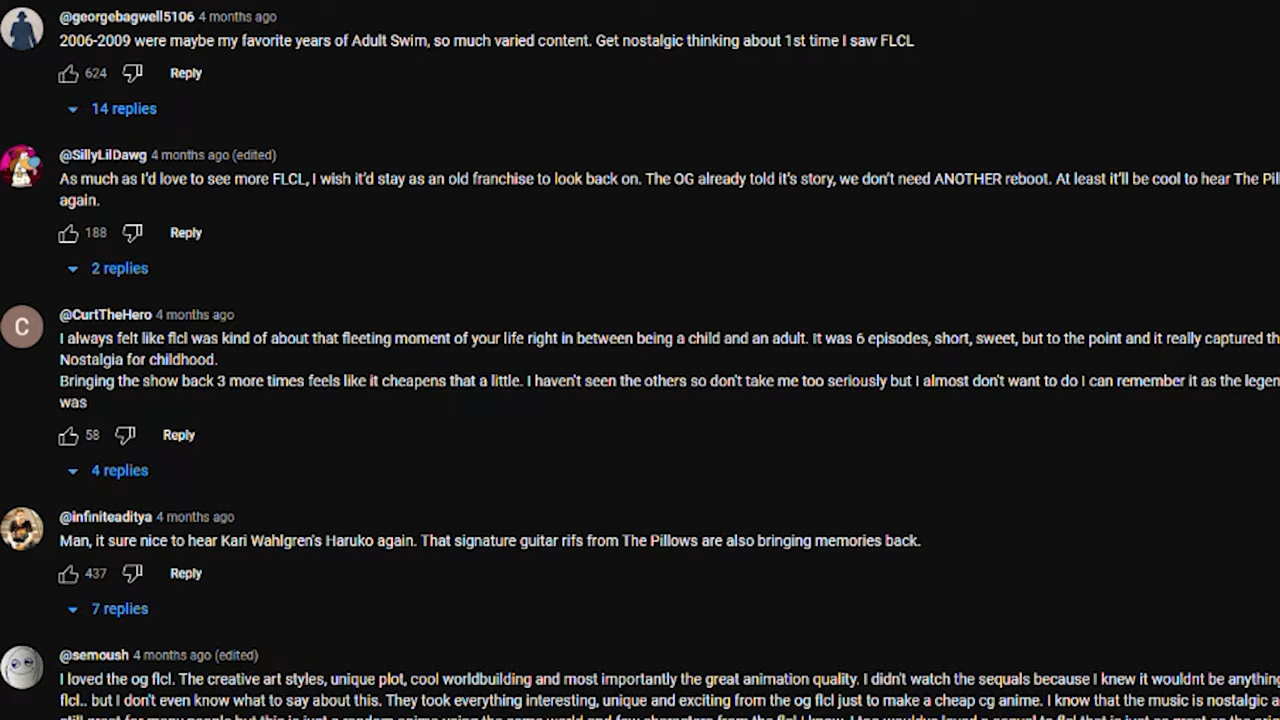 @georgebagwell5106 4 months ago
2006-2009 were maybe my favorite years of Adult Swim, so much varied content. Get nostalgic thinking about 1st time I saw FLCL
624 Reply
14 replies
@SillyLilDawg 4 months ago (edited)
As much as I'd love to see more FLCL, I wish it'd stay as an old franchise to look back on. The OG already told it's story, we don't need ANOTHER reboot. At least it'll be cool to hear The Pil
again.
188 Reply
2 replies
C
@CurtTheHero 4 months ago
I always felt like flcl was kind of about that fleeting moment of your life right in between being a child and an adult. It was 6 episodes, short, sweet, but to the point and it really captured th
Nostalgia for childhood.
Bringing the show back 3 more times feels like it cheapens that a little. I haven't seen the others so don't take me too seriously but I almost don't want to do I can remember it as the legen
was
58 Reply
4 replies
@infiniteaditya 4 months ago
Man, it sure nice to hear Kari Wahlgren's Haruko again. That signature guitar rifs from The Pillows are also bringing memories back.
437 Reply
7 replies
@semoush 4 months ago (edited)
I loved the og flcl. The creative art styles, unique plot, cool worldbuilding and most importantly the great animation quality. I didn't watch the sequals because I knew it wouldnt be anything
flcl.. but I don't even know what to say about this. They took everything interesting, unique and exciting from the og flcl just to make a cheap cg anime. I know that the music is nostalgic a